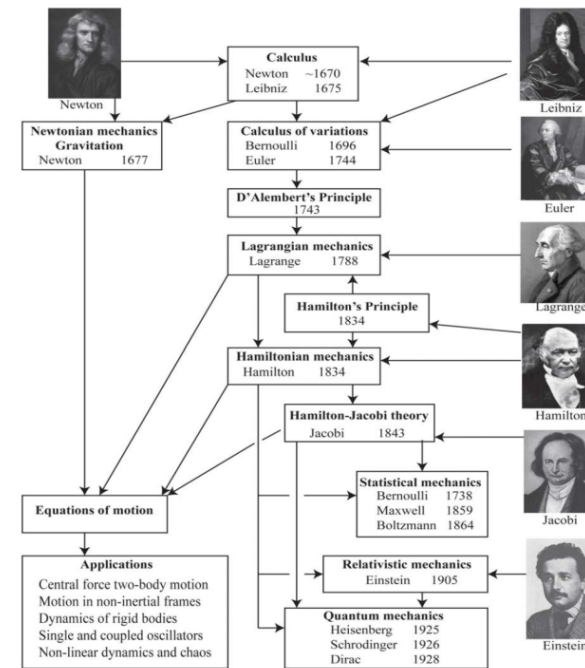 Newton
Calculus
Newton ~1670
Leibniz 1675
Leibniz
Newtonian mechanics
Gravitation
Newton 1677
Calculus of variations
Bernoulli 1696
Euler 1744
Euler
D'Alembert's Principle
1743
Lagrangian mechanics
Lagrange 1788
Lagrange
Hamilton's Principle
1834
Hamiltonian mechanics
Hamilton 1834
Hamilton
Hamilton-Jacobi theory
Jacobi 1843
Jacobi
Statistical mechanics
Bernoulli 1738
Maxwell 1859
Boltzmann 1864
Equations of motion
Applications
Central force two-body motion
Motion in non-inertial frames
Dynamics of rigid bodies
Single and coupled oscillators
Non-linear dynamics and chaos
Relativistic mechanics
Einstein 1905
Einstein
Quantum mechanics
Heisenberg 1925
Schrodinger 1926
Dirac 1928